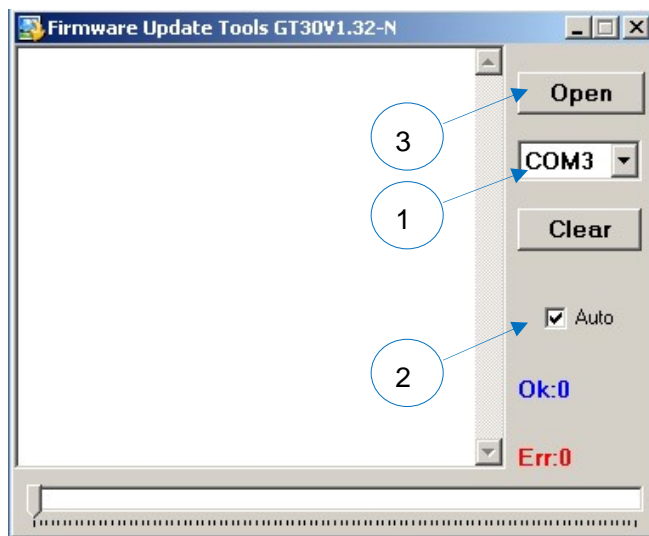 Firmware Update Tools GT30V1.32-N
Open
3
COM3
1
Clear
Auto
2
Ok:0
Err:0